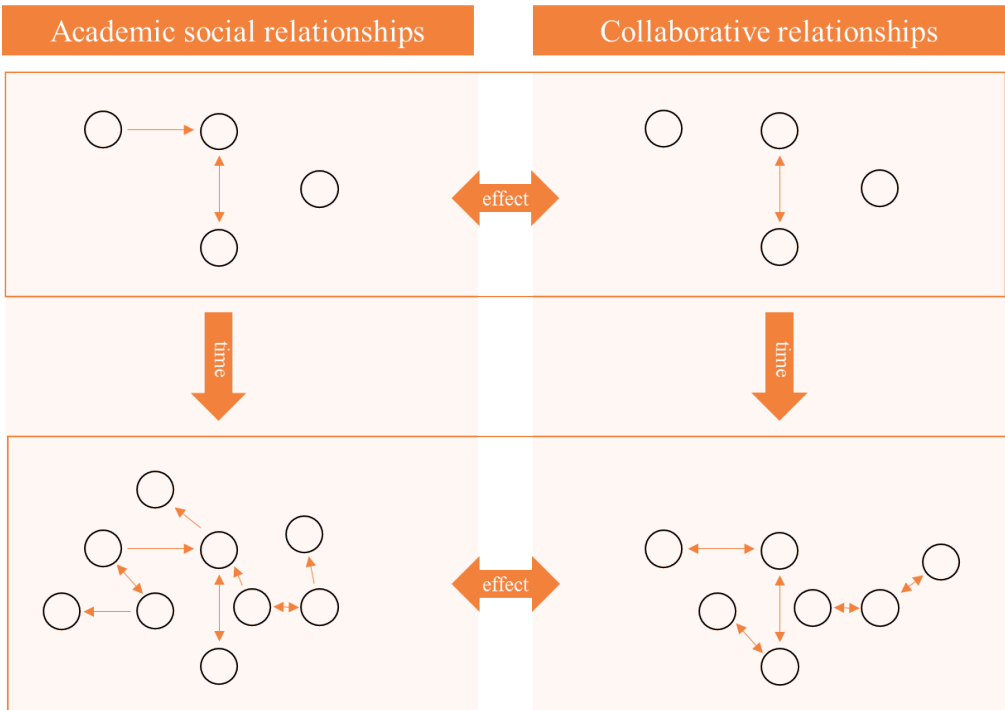 Academic social relationships
Collaborative relationships
effect
time
time
effect